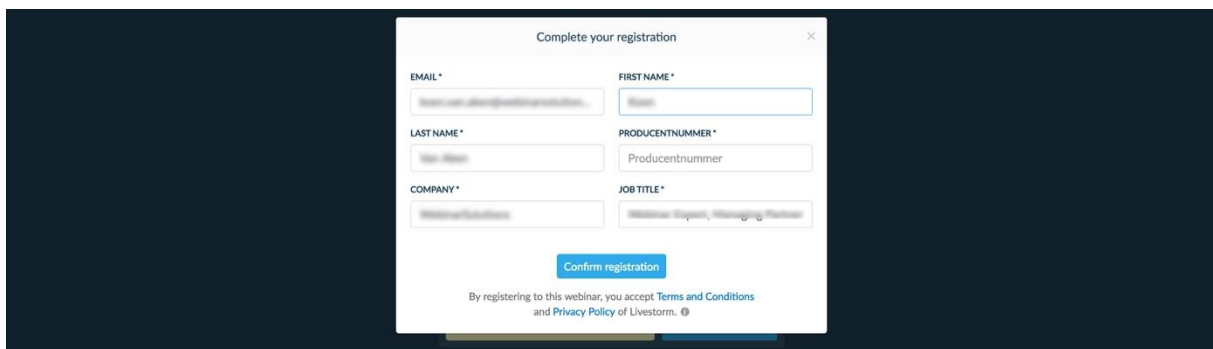 Complete your registration ×
EMAIL * FIRST NAME *
LAST NAME * PRODUCENTNUMMER *
Producentnummer
COMPANY * JOB TITLE *
Confirm registration
By registering to this webinar, you accept Terms and Conditions
and Privacy Policy of Livestorm.